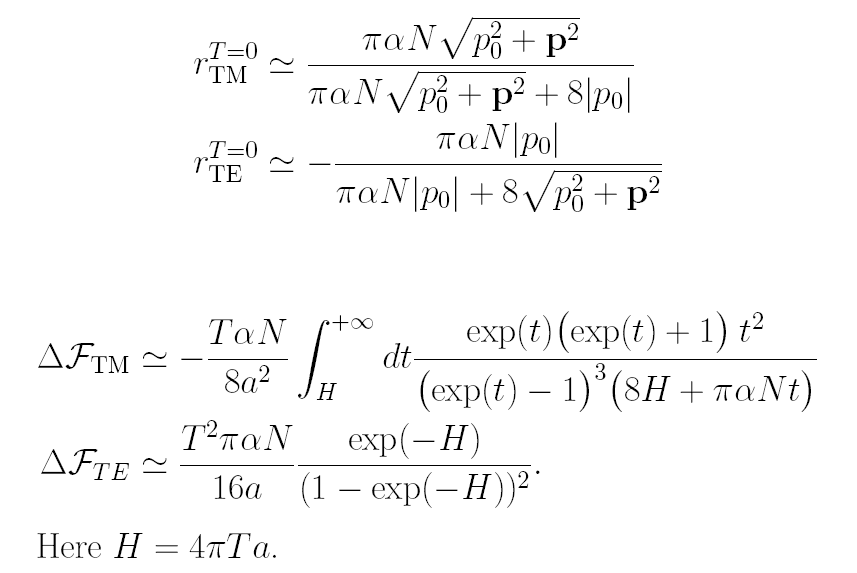 r_{\text{TM}}^{T=0} \simeq \frac{\pi\alpha N\sqrt{p_0^2 + \mathbf{p}^2}}{\pi\alpha N\sqrt{p_0^2 + \mathbf{p}^2} + 8|p_0|}
r_{\text{TE}}^{T=0} \simeq -\frac{\pi\alpha N|p_0|}{\pi\alpha N|p_0| + 8\sqrt{p_0^2 + \mathbf{p}^2}}
\Delta\mathcal{F}_{\text{TM}} \simeq -\frac{T\alpha N}{8a^2} \int_H^{+\infty} dt \frac{\exp(t)\big(\exp(t) + 1\big)\, t^2}{\big(\exp(t) - 1\big)^3 \big(8H + \pi\alpha N t\big)}
\Delta\mathcal{F}_{TE} \simeq \frac{T^2\pi\alpha N}{16a} \frac{\exp(-H)}{(1 - \exp(-H))^2}.
Here H = 4\pi Ta.